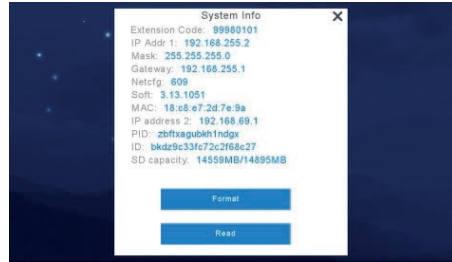 System Info
X
Extension Code: 99980101
IP Addr 1: 192.168.255.2
Mask: 255.255.255.0
Gateway: 192.168.255.1
Netcfg: 609
Soft: 3.13.1051
MAC: 18:c8:e7:2d:7e:9a
IP address 2: 192.168.69.1
PID: zbftxagubkh1ndgx
ID: bkdz9c33fc72c2f68c27
SD capacity: 14559MB/14895MB
Format
Read